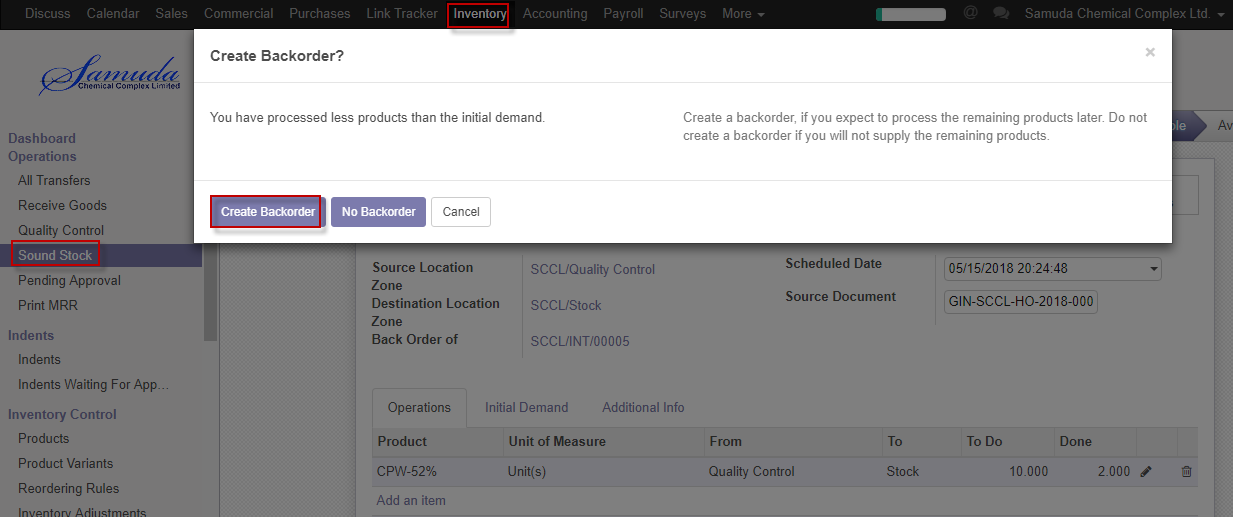 Discuss Calendar Sales Commercial Purchases Link Tracker Inventory Accounting Payroll Surveys More @ Samuda Chemical Complex Ltd.
Samuda
Chemical Complex Limited
Dashboard
Operations
All Transfers
Receive Goods
Quality Control
Sound Stock
Pending Approval
Print MRR
Indents
Indents
Indents Waiting For App...
Inventory Control
Products
Product Variants
Reordering Rules
Inventory Adjustments
Create Backorder? ×
You have processed less products than the initial demand.
Create a backorder, if you expect to process the remaining products later. Do not
create a backorder if you will not supply the remaining products.
Create Backorder No Backorder Cancel
Source Location
Zone
SCCL/Quality Control
Destination Location
Zone
SCCL/Stock
Back Order of SCCL/INT/00005
Scheduled Date 05/15/2018 20:24:48
Source Document GIN-SCCL-HO-2018-000
Operations Initial Demand Additional Info
Product Unit of Measure From To To Do Done
CPW-52% Unit(s) Quality Control Stock 10.000 2.000
Add an item